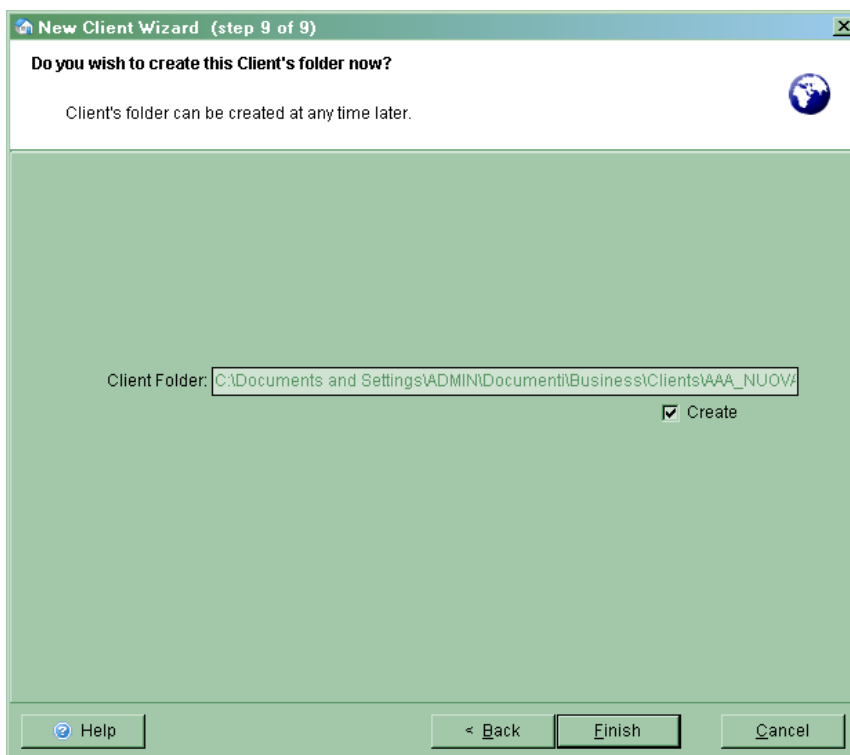 New Client Wizard (step 9 of 9)
Do you wish to create this Client's folder now?
Client's folder can be created at any time later.
Client Folder: C:\Documents and Settings\ADMIN\Documenti\Business\Clients\AAA_NUOVA
Create
Help
< Back
Finish
Cancel